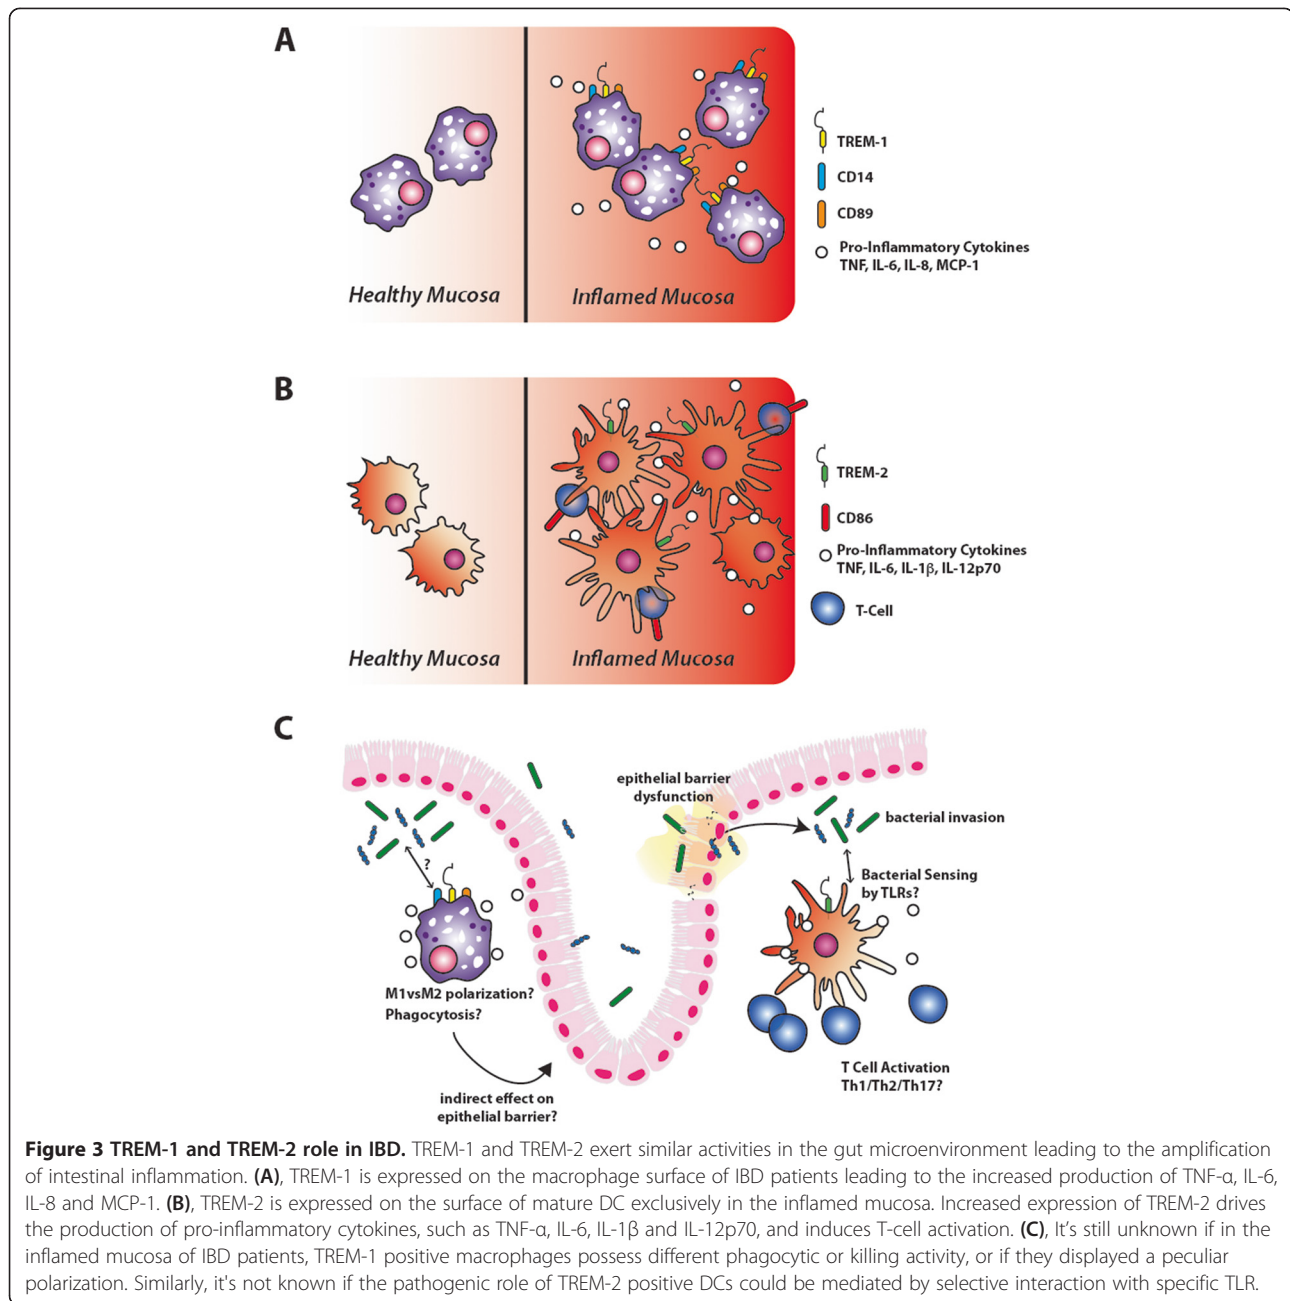 A
TREM-1
CD14
CD89
Pro-Inflammatory Cytokines
TNF, IL-6, IL-8, MCP-1
Healthy Mucosa
Inflamed Mucosa
B
TREM-2
CD86
Pro-Inflammatory Cytokines
TNF, IL-6, IL-1β, IL-12p70
T-Cell
Healthy Mucosa
Inflamed Mucosa
C
epithelial barrier
dysfunction
bacterial invasion
?
Bacterial Sensing
by TLRs?
M1vsM2 polarization?
Phagocytosis?
T Cell Activation
Th1/Th2/Th17?
indirect effect on
epithelial barrier?
Figure 3 TREM-1 and TREM-2 role in IBD. TREM-1 and TREM-2 exert similar activities in the gut microenvironment leading to the amplification
of intestinal inflammation. (A), TREM-1 is expressed on the macrophage surface of IBD patients leading to the increased production of TNF-α, IL-6,
IL-8 and MCP-1. (B), TREM-2 is expressed on the surface of mature DC exclusively in the inflamed mucosa. Increased expression of TREM-2 drives
the production of pro-inflammatory cytokines, such as TNF-α, IL-6, IL-1β and IL-12p70, and induces T-cell activation. (C), It's still unknown if in the
inflamed mucosa of IBD patients, TREM-1 positive macrophages possess different phagocytic or killing activity, or if they displayed a peculiar
polarization. Similarly, it's not known if the pathogenic role of TREM-2 positive DCs could be mediated by selective interaction with specific TLR.